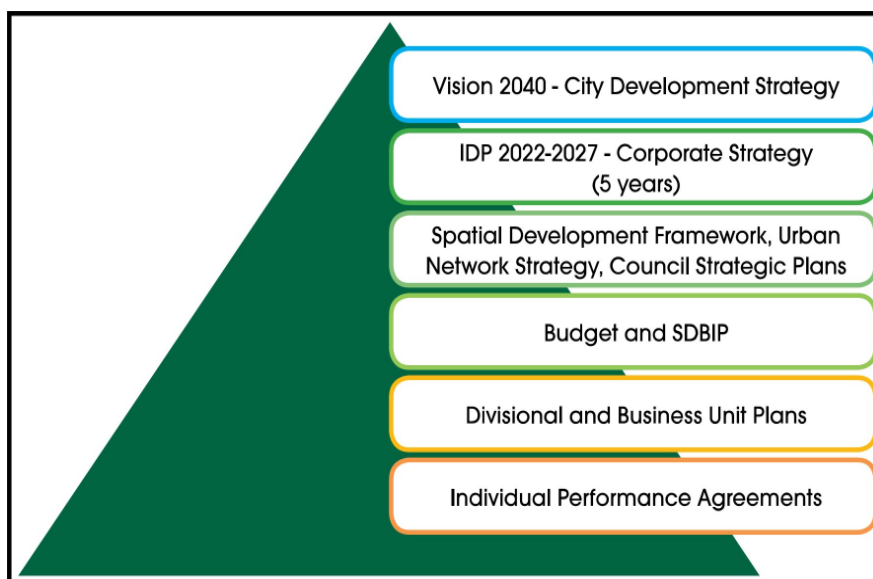 Vision 2040 - City Development Strategy
IDP 2022-2027 - Corporate Strategy
(5 years)
Spatial Development Framework, Urban
Network Strategy, Council Strategic Plans
Budget and SDBIP
Divisional and Business Unit Plans
Individual Performance Agreements